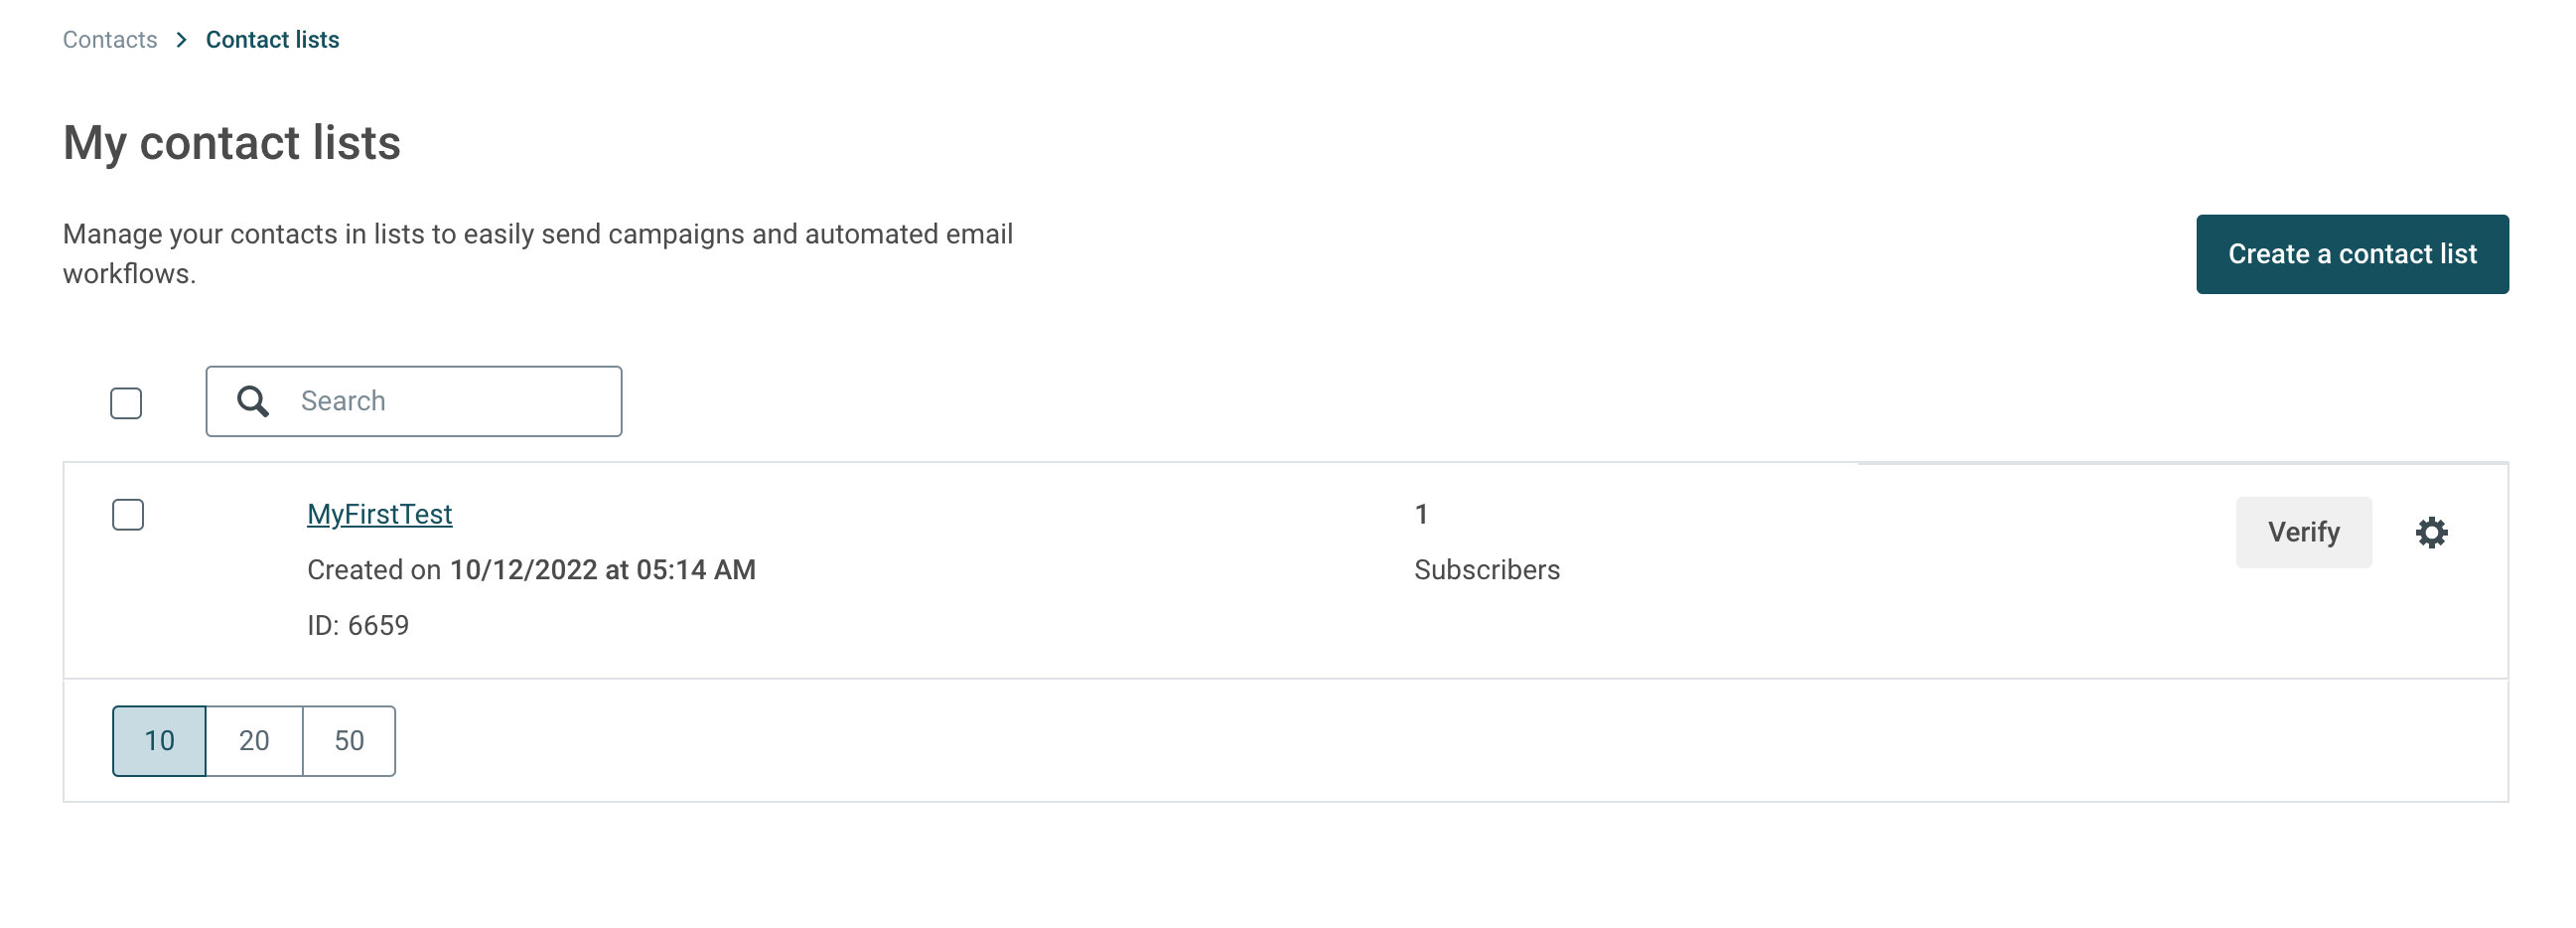 Contacts > Contact lists
My contact lists
Manage your contacts in lists to easily send campaigns and automated email
workflows.
Create a contact list
Search
MyFirstTest
Created on 10/12/2022 at 05:14 AM
ID: 6659
1
Subscribers
Verify
10 20 50